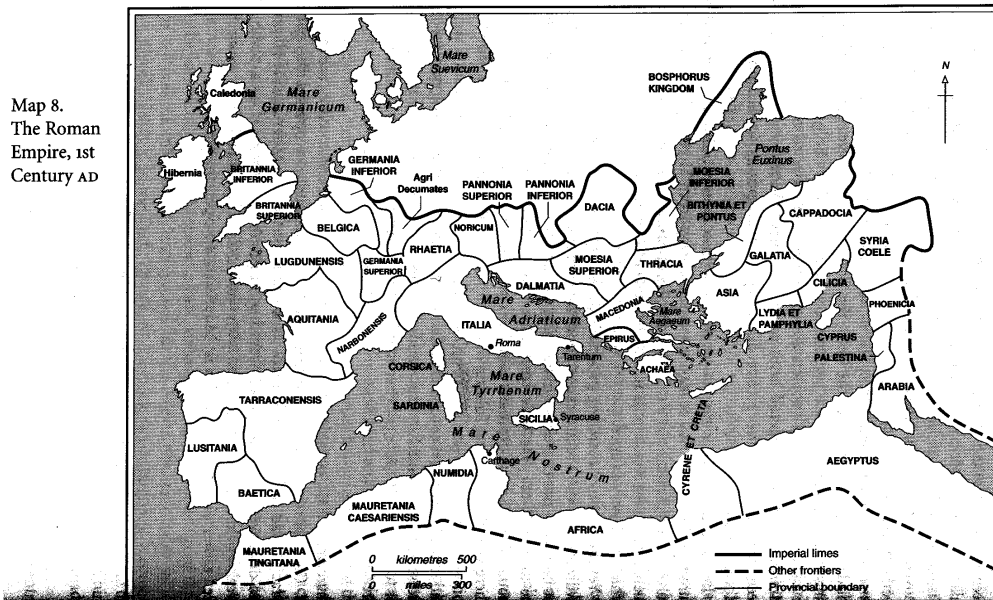 Map 8.
The Roman
Empire, 1st
Century AD
N
Mare
Suevicum
BOSPHORUS
KINGDOM
Caledonia
Mare
Germanicum
Pontus
Euxinus
Hibernia
BRITANNIA
INFERIOR
GERMANIA
INFERIOR
Agri
Decumates
PANNONIA
SUPERIOR
PANNONIA
INFERIOR
MOESIA
INFERIOR
BRITANNIA
SUPERIOR
DACIA
BITHYNIA ET
PONTUS
CAPPADOCIA
BELGICA
NORICUM
RHAETIA
LUGDUNENSIS
GERMANIA
SUPERIOR
MOESIA
SUPERIOR
THRACIA
GALATIA
SYRIA
COELE
DALMATIA
CILICIA
ASIA
Mare
Adriaticum
MACEDONIA
Mare
Aegaeum
LYDIA ET
PAMPHYLIA
PHOENICIA
AQUITANIA
NARBONENSIS
ITALIA
Roma
EPIRUS
CYPRUS
Tarentum
PALESTINA
CORSICA
ACHAEA
Mare
Tyrrhenum
ARABIA
TARRACONENSIS
SARDINIA
SICILIA
Syracuse
Mare Nostrum
CYRENE ET CRETA
LUSITANIA
Carthage
AEGYPTUS
NUMIDIA
BAETICA
MAURETANIA
CAESARIENSIS
AFRICA
MAURETANIA
TINGITANA
0 kilometres 500
0 miles 300
Imperial limes
Other frontiers
Provincial boundary